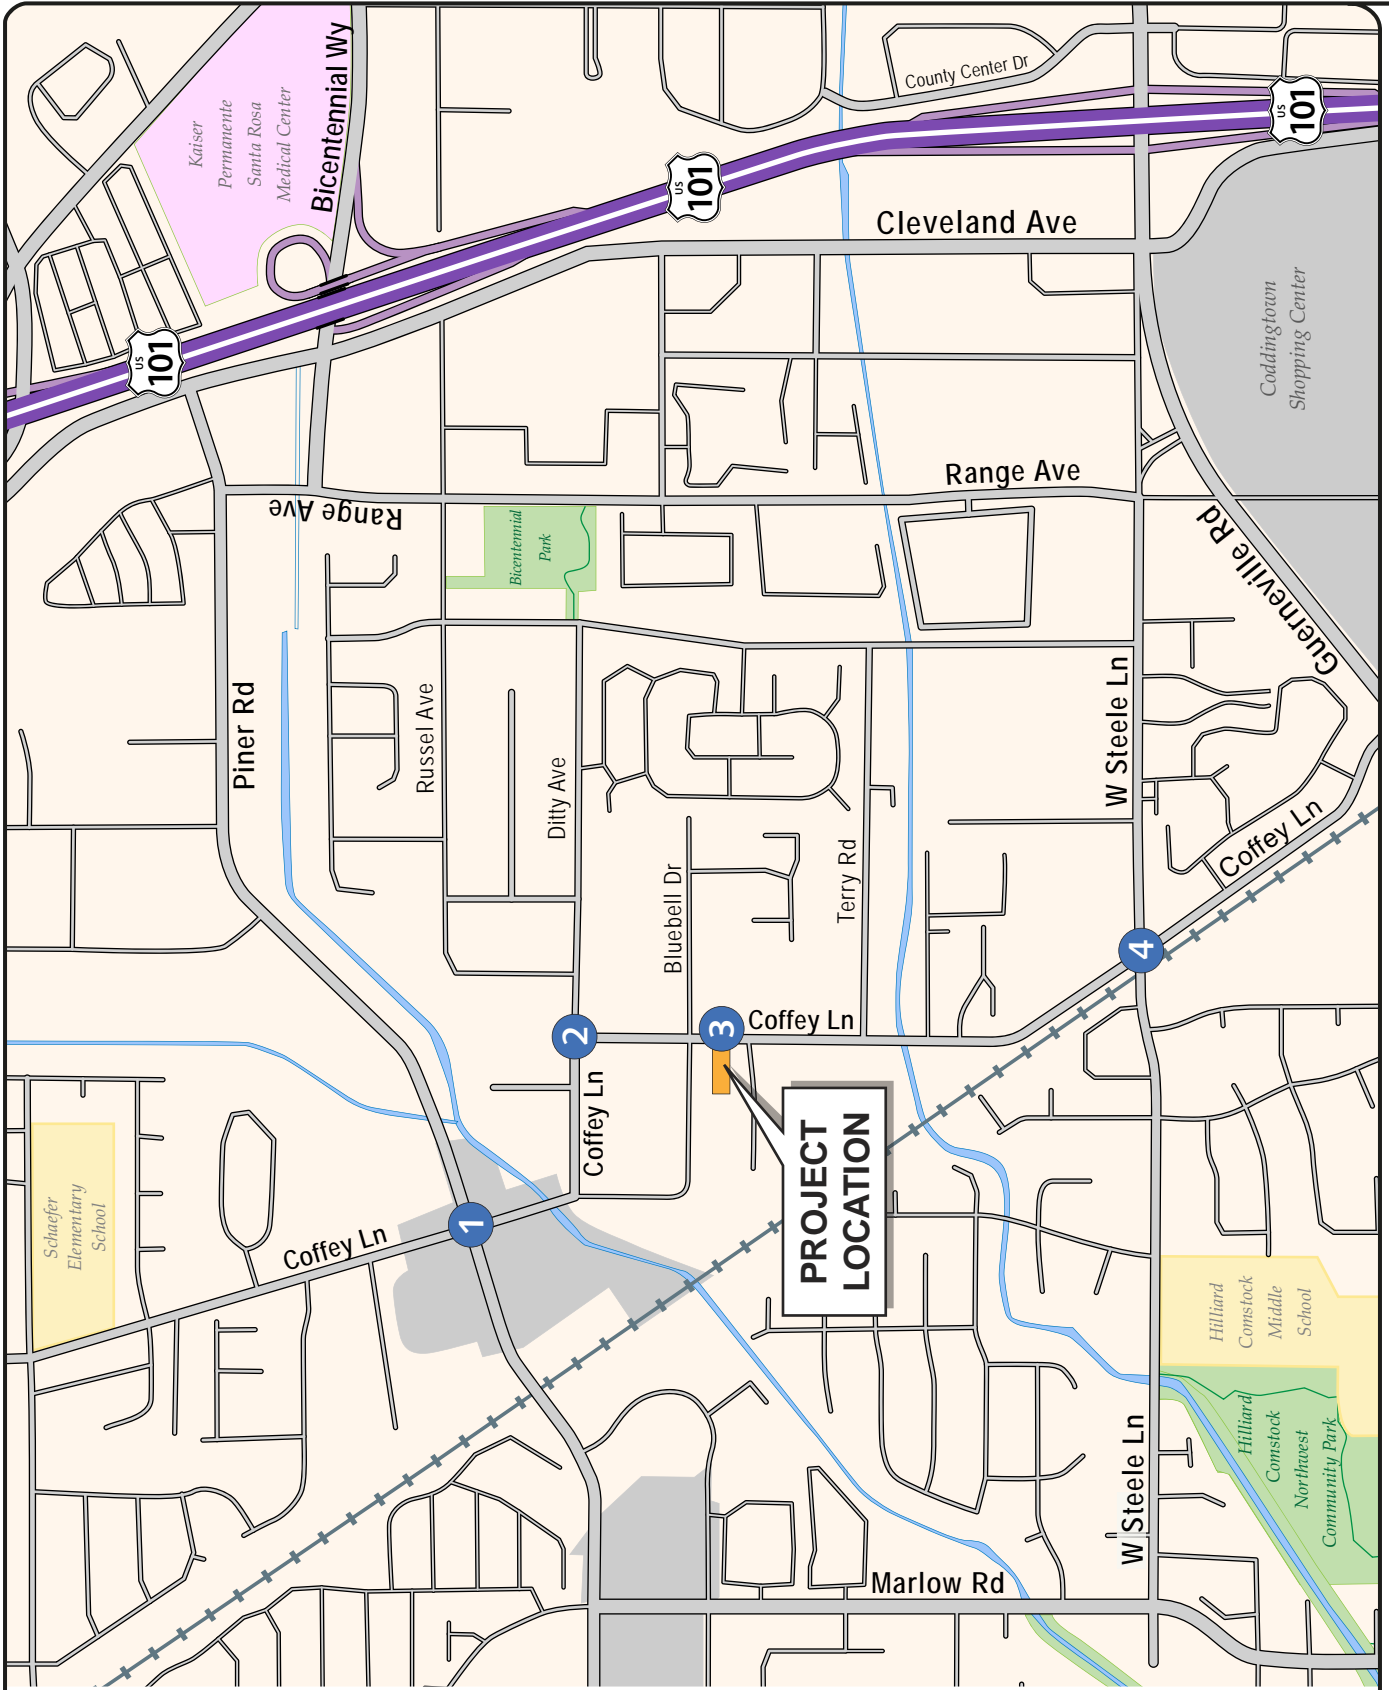 Bicentennial Wy
Kaiser
Permanente
Santa Rosa
Medical Center
County Center Dr
US
101
US
101
US
101
Cleveland Ave
Coddingtown
Shopping Center
Range Ave
Range Ave
Bicentennial
Park
Guerneville Rd
Piner Rd
Russel Ave
Ditty Ave
W Steele Ln
Bluebell Dr
Terry Rd
Coffey Ln
4
2
3
Coffey Ln
Coffey Ln
PROJECT
LOCATION
Schaefer
Elementary
School
Coffey Ln
1
Hilliard
Comstock
Middle
School
Hilliard
Comstock
Northwest
Community Park
W Steele Ln
Marlow Rd